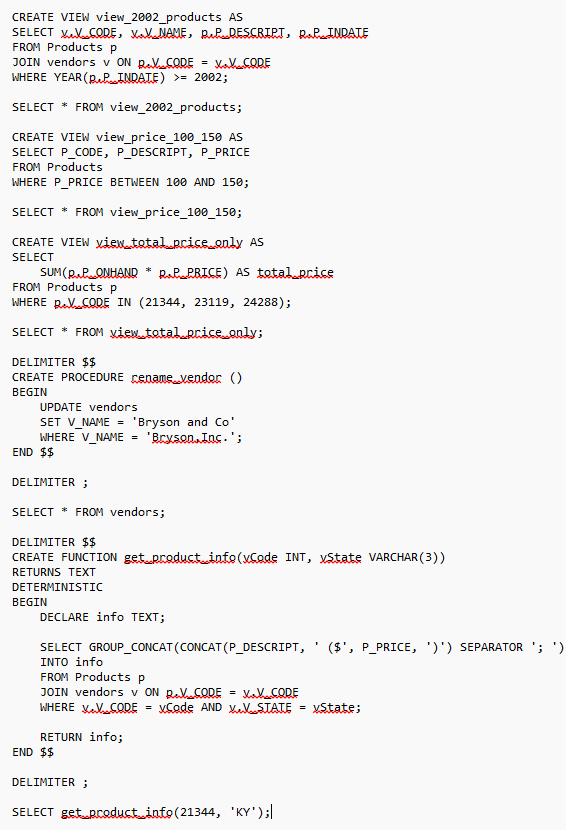 CREATE VIEW view_2002_products AS
SELECT v.V_CODE, v.V_NAME, p.P_DESCRIPT, p.P_INDATE
FROM Products p
JOIN vendors v ON p.V_CODE = v.V_CODE
WHERE YEAR(p.P_INDATE) >= 2002;

SELECT * FROM view_2002_products;

CREATE VIEW view_price_100_150 AS
SELECT P_CODE, P_DESCRIPT, P_PRICE
FROM Products
WHERE P_PRICE BETWEEN 100 AND 150;

SELECT * FROM view_price_100_150;

CREATE VIEW view_total_price_only AS
SELECT
    SUM(p.P_ONHAND * p.P_PRICE) AS total_price
FROM Products p
WHERE p.V_CODE IN (21344, 23119, 24288);

SELECT * FROM view_total_price_only;

DELIMITER $$
CREATE PROCEDURE rename_vendor ()
BEGIN
    UPDATE vendors
    SET V_NAME = 'Bryson and Co'
    WHERE V_NAME = 'Bryson,Inc.';
END $$

DELIMITER ;

SELECT * FROM vendors;

DELIMITER $$
CREATE FUNCTION get_product_info(vCode INT, vState VARCHAR(3))
RETURNS TEXT
DETERMINISTIC
BEGIN
    DECLARE info TEXT;

    SELECT GROUP_CONCAT(CONCAT(P_DESCRIPT, ' ($', P_PRICE, ')') SEPARATOR '; ')
    INTO info
    FROM Products p
    JOIN vendors v ON p.V_CODE = v.V_CODE
    WHERE v.V_CODE = vCode AND v.V_STATE = vState;

    RETURN info;
END $$

DELIMITER ;

SELECT get_product_info(21344, 'KY');